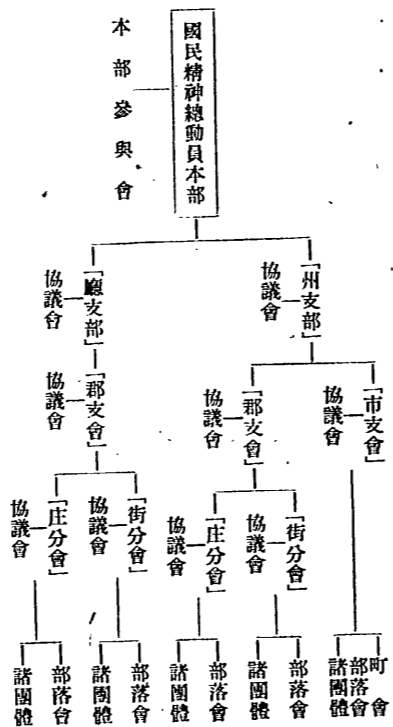 國民精神總動員本部
本部參與會
「州支部」
協議會
「廳支部」
協議會
「市支會」
協議會
「郡支會」
協議會
「郡支會」
協議會
「街分會」
協議會
「庄分會」
協議會
「街分會」
協議會
「庄分會」
協議會
町會
部落會
諸團體
部落會
諸團體
部落會
諸團體
部落會
諸團體
部落會
諸團體